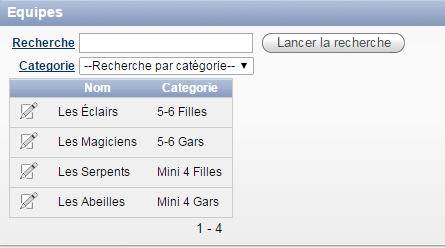 Equipes
Recherche Lancer la recherche
Categorie --Recherche par catégorie--
Nom Categorie
Les Éclairs 5-6 Filles
Les Magiciens 5-6 Gars
Les Serpents Mini 4 Filles
Les Abeilles Mini 4 Gars
1 - 4